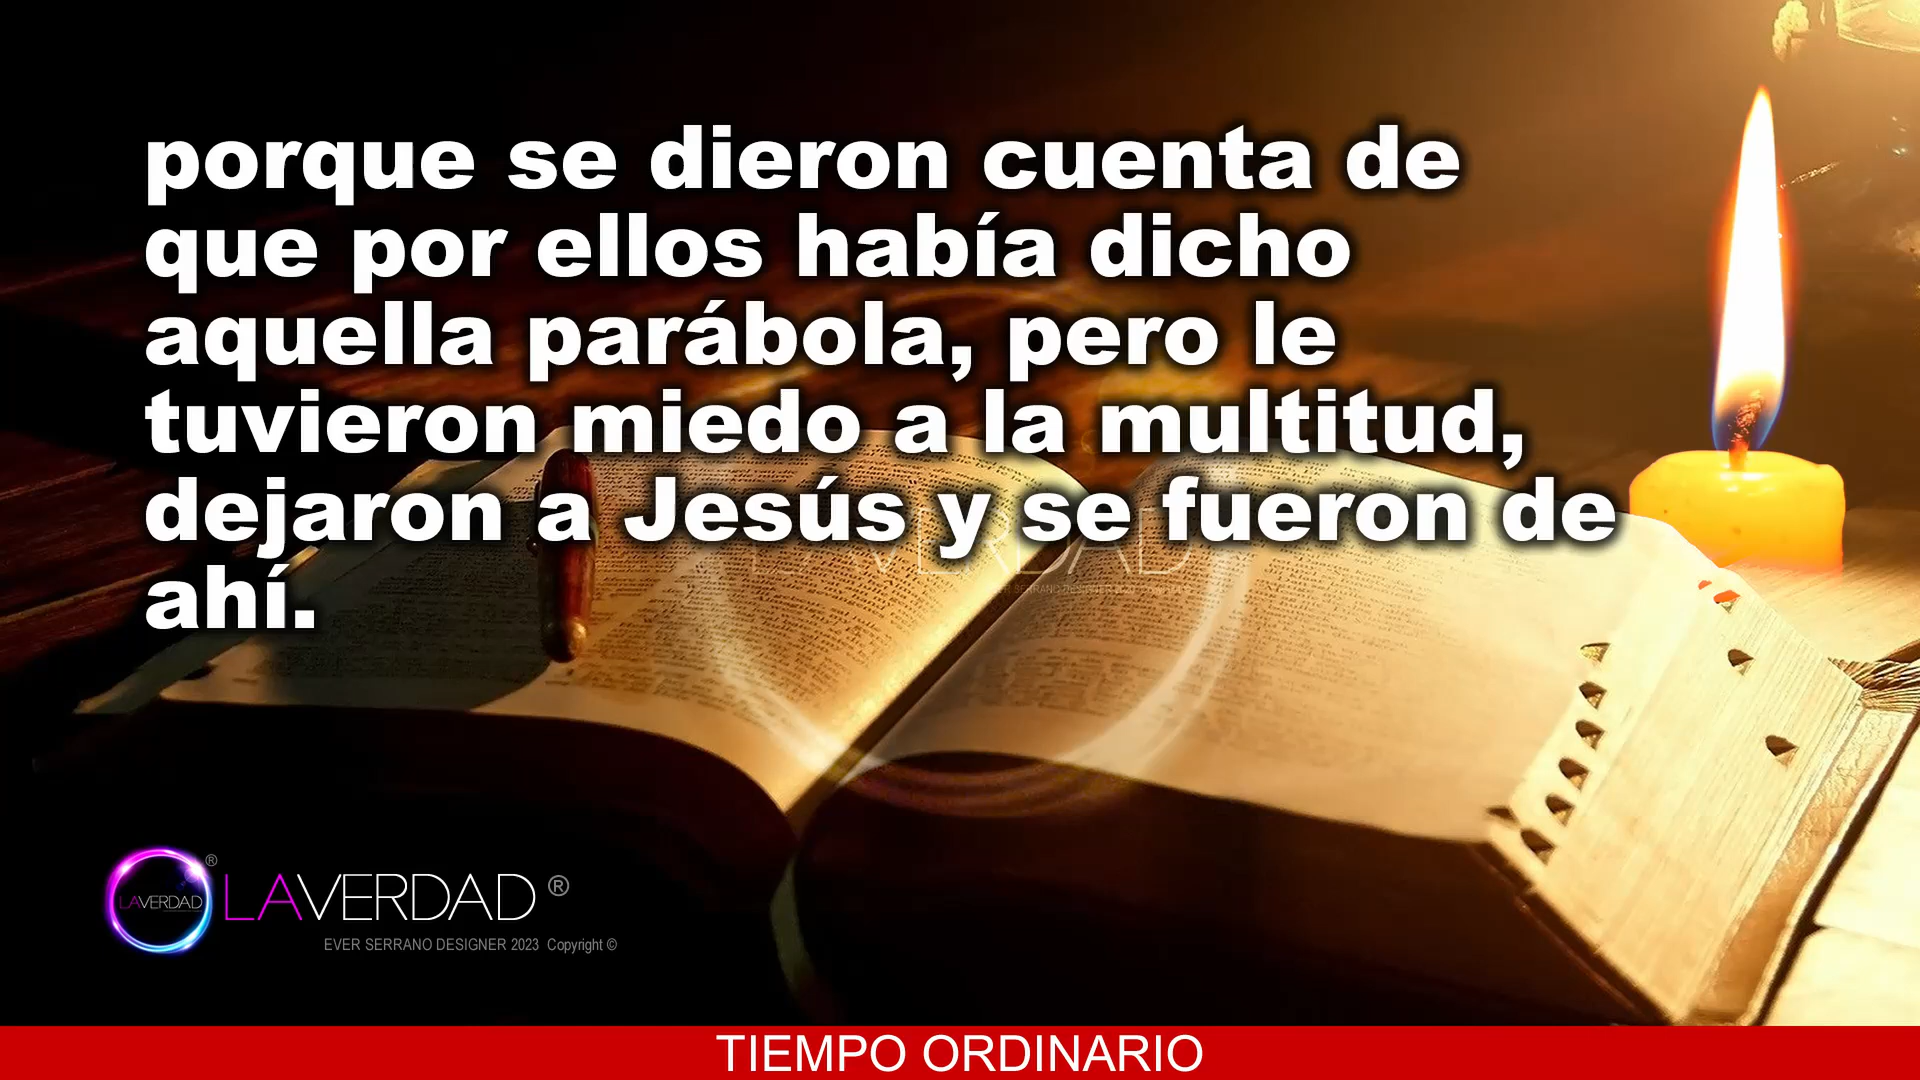 porque se dieron cuenta de
que por ellos había dicho
aquella parábola, pero le
tuvieron miedo a la multitud,
dejaron a Jesús y se fueron de
ahí.
LAVERDAD
LAVERDAD ®
LAVERDAD ®
EVER SERRANO DESIGNER 2023 Copyright ©
TIEMPO ORDINARIO